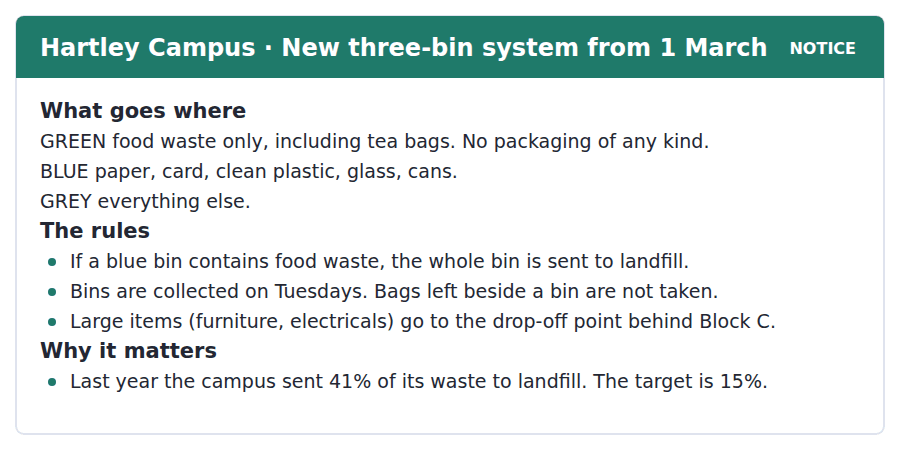 Hartley Campus · New three-bin system from 1 March NOTICE
What goes where
GREEN food waste only, including tea bags. No packaging of any kind.
BLUE paper, card, clean plastic, glass, cans.
GREY everything else.
The rules
If a blue bin contains food waste, the whole bin is sent to landfill.
Bins are collected on Tuesdays. Bags left beside a bin are not taken.
Large items (furniture, electricals) go to the drop-off point behind Block C.
Why it matters
Last year the campus sent 41% of its waste to landfill. The target is 15%.